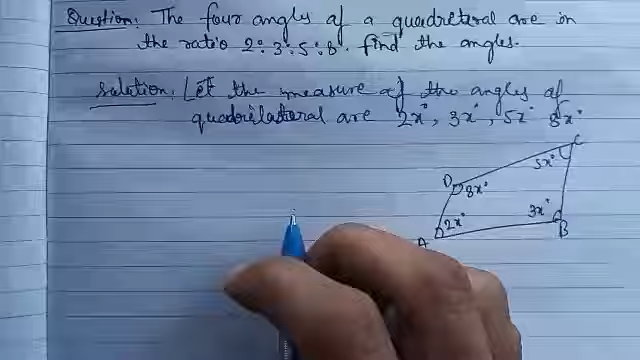 Question: The four angles of a quadreteral are in
the ratio 2:3:5:8. find the angles.
Solution: Let the measure of the angles of
quadrilateral are 2x°, 3x°, 5x° 8x°
C
5x°
D
8x°
3x°
2x°
B
A